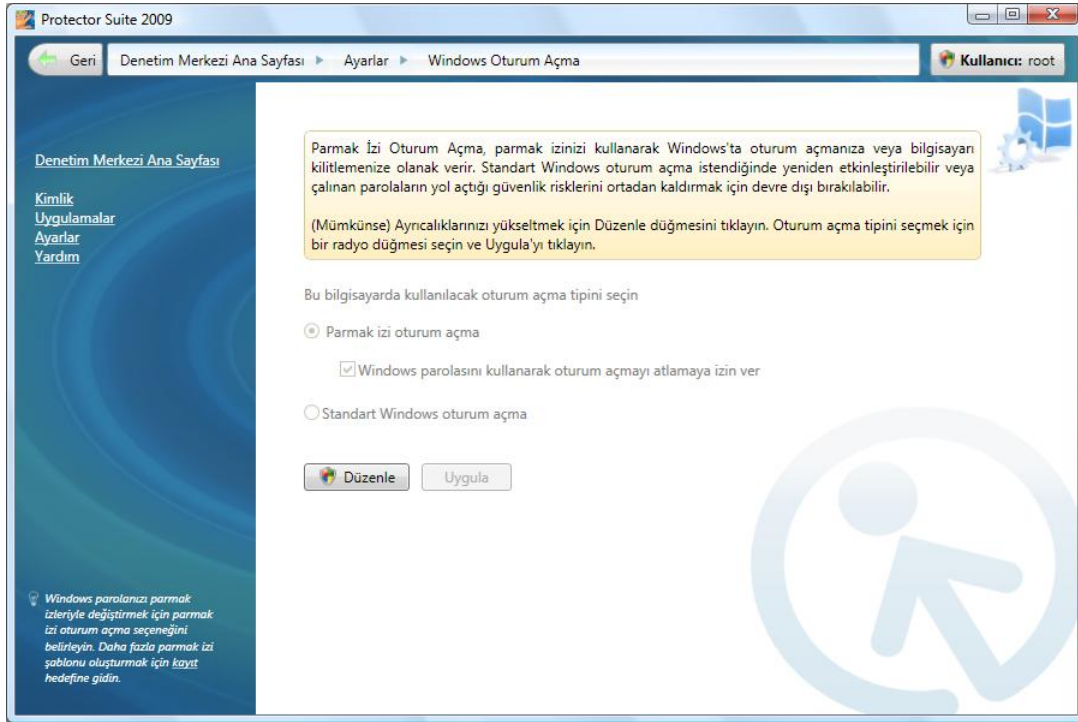 Protector Suite 2009
Geri
Denetim Merkezi Ana Sayfası
Ayarlar
Windows Oturum Açma
Kullanıcı: root
Denetim Merkezi Ana Sayfası
Kimlik
Uygulamalar
Ayarlar
Yardım
Parmak İzi Oturum Açma, parmak izinizi kullanarak Windows'ta oturum açmanıza veya bilgisayarı
kilitlemenize olanak verir. Standart Windows oturum açma istendiğinde yeniden etkinleştirilebilir veya
çalınan parolaların yol açtığı güvenlik risklerini ortadan kaldırmak için devre dışı bırakılabilir.
(Mümkünse) Ayrıcalıklarınızı yükseltmek için Düzenle düğmesini tıklayın. Oturum açma tipini seçmek için
bir radyo düğmesi seçin ve Uygula'yı tıklayın.
Bu bilgisayarda kullanılacak oturum açma tipini seçin
Parmak izi oturum açma
Windows parolasını kullanarak oturum açmayı atlamaya izin ver
Standart Windows oturum açma
Düzenle
Uygula
Windows parolanızı parmak
izleriyle değiştirmek için parmak
izi oturum açma seçeneğini
belirleyin. Daha fazla parmak izi
şablonu oluşturmak için kayıt
hedefine gidin.